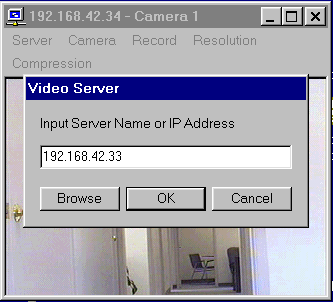 192.168.42.34 - Camera 1
Server Camera Record Resolution
Compression
Video Server
Input Server Name or IP Address
192.168.42.33
Browse OK Cancel